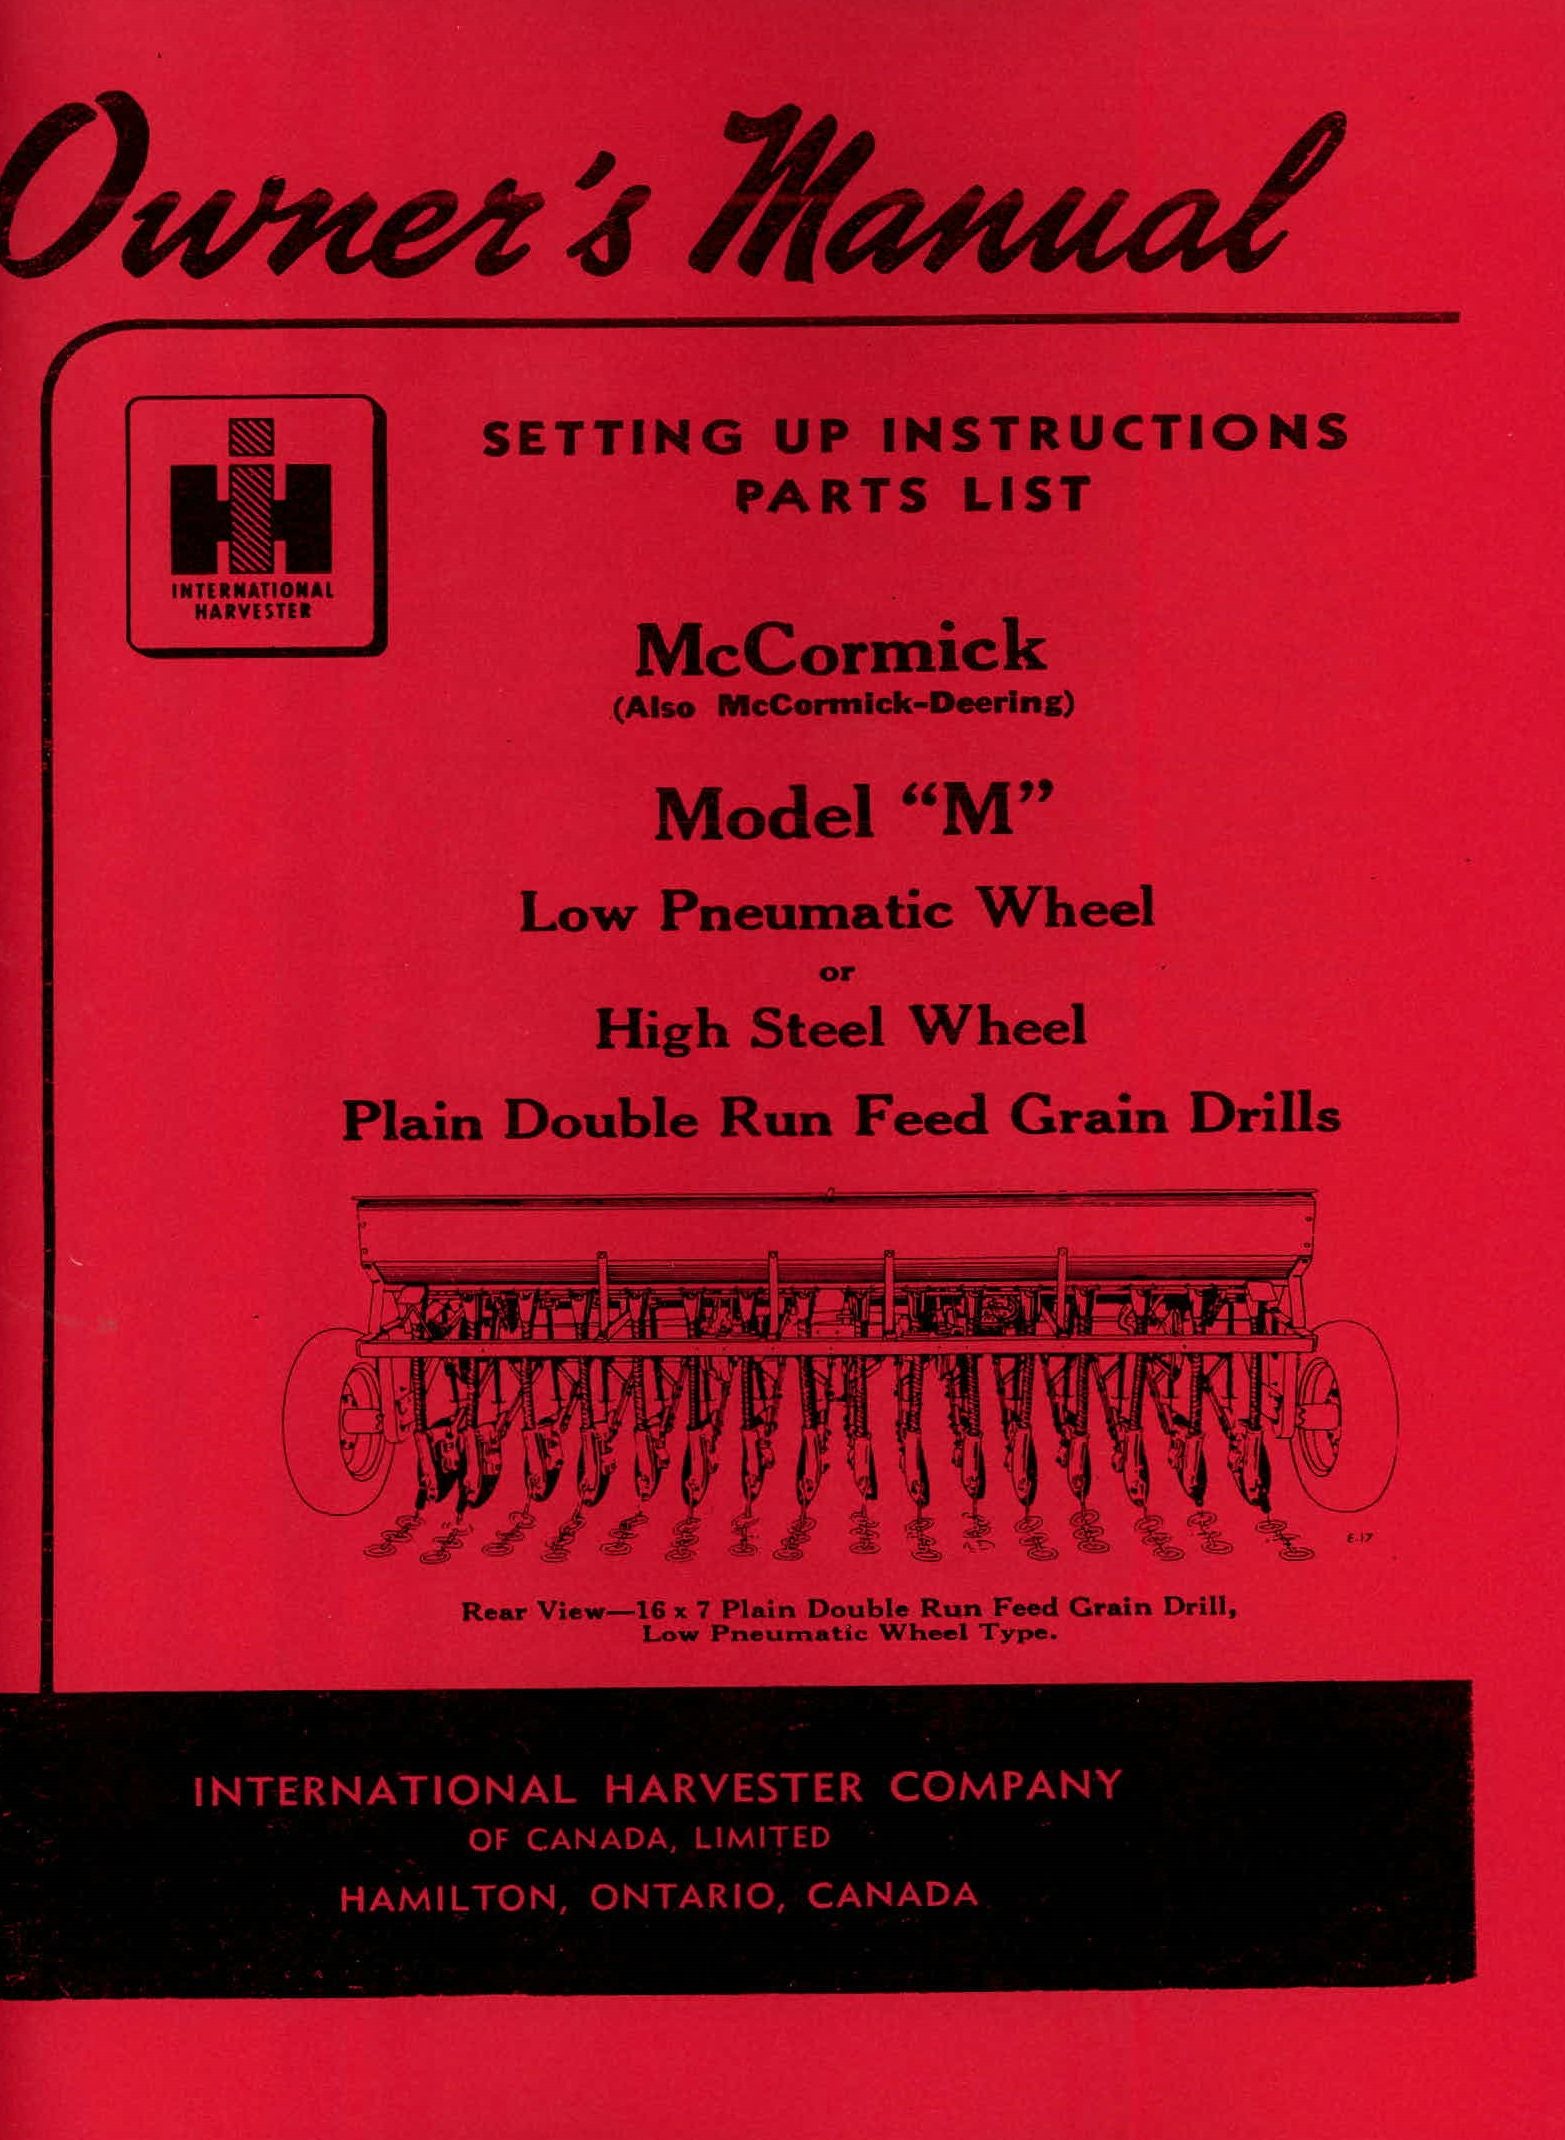 Owner's Manual
SETTING UP INSTRUCTIONS
PARTS LIST
INTERNATIONAL
HARVESTER
McCormick
(Also McCormick-Deering)
Model “M”
Low Pneumatic Wheel
or
High Steel Wheel
Plain Double Run Feed Grain Drills
E-17
Rear View—16 x 7 Plain Double Run Feed Grain Drill,
Low Pneumatic Wheel Type.
INTERNATIONAL HARVESTER COMPANY
OF CANADA, LIMITED
HAMILTON, ONTARIO, CANADA